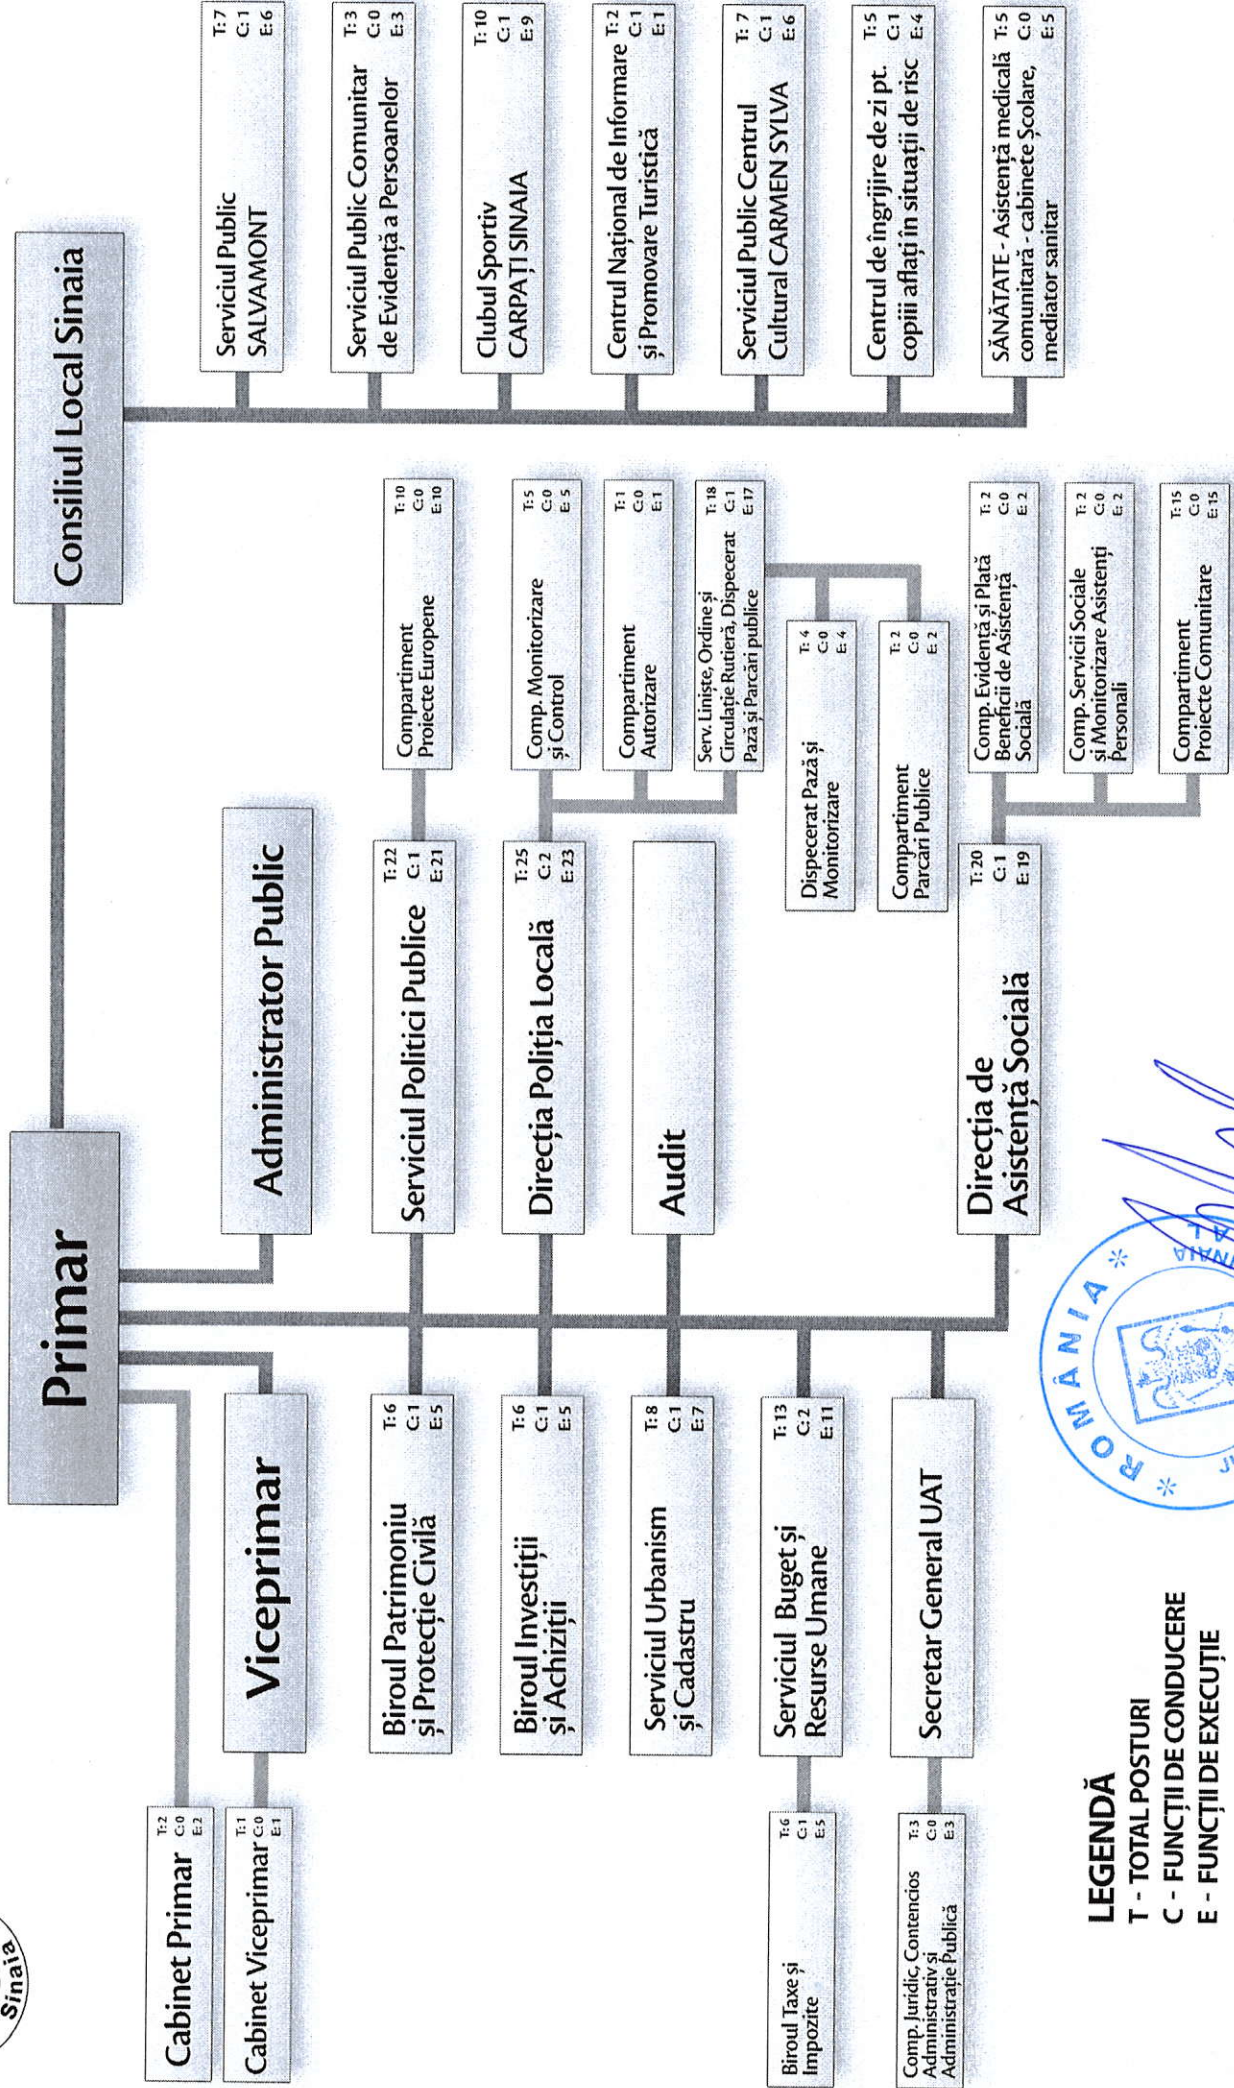 Sinaia
Primar
Consiliul Local Sinaia
Cabinet Primar
T:2
C:0
E:2
Cabinet Viceprimar
T:1
C:0
E:1
Viceprimar
Administrator Public
Biroul Patrimoniu
și Protecție Civilă
T:6
C:1
E:5
Biroul Investiții
și Achiziții
T:6
C:1
E:5
Serviciul Urbanism
și Cadastru
T:8
C:1
E:7
Serviciul Buget și
Resurse Umane
T:13
C:2
E:11
Biroul Taxe și
Impozite
T:6
C:1
E:5
Secretar General UAT
Comp. Juridic, Contencios
Administrativ și
Administrație Publică
T:3
C:0
E:3
Serviciul Politici Publice
T:22
C:1
E:21
Compartiment
Proiecte Europene
T:10
C:0
E:10
Direcția Poliția Locală
T:25
C:2
E:23
Comp. Monitorizare
și Control
T:5
C:0
E:5
Compartiment
Autorizare
T:1
C:0
E:1
Serv. Liniște, Ordine și
Circulație Rutieră, Dispecerat
Pază și Parcări publice
T:18
C:1
E:17
Dispecerat Pază și
Monitorizare
T:4
C:0
E:4
Compartiment
Parcări Publice
T:2
C:0
E:2
Audit
Direcția de
Asistență Socială
T:20
C:1
E:19
Comp. Evidență și Plată
Beneficii de Asistență
Socială
T:2
C:0
E:2
Comp. Servicii Sociale
și Monitorizare Asistenți
Personali
T:2
C:0
E:2
Compartiment
Proiecte Comunitare
T:15
C:0
E:15
Serviciul Public
SALVAMONT
T:7
C:1
E:6
Serviciul Public Comunitar
de Evidență a Persoanelor
T:3
C:0
E:3
Clubul Sportiv
CARPAȚI SINAIA
T:10
C:1
E:9
Centrul Național de Informare
și Promovare Turistică
T:2
C:1
E:1
Serviciul Public Centrul
Cultural CARMEN SYLVA
T:7
C:1
E:6
Centrul de îngrijire de zi pt.
copiii aflați în situații de risc
T:5
C:1
E:4
SĂNĂTATE - Asistență medicală
comunitară - cabinete Școlare,
mediator sanitar
T:5
C:0
E:5
LEGENDĂ
T - TOTAL POSTURI
C - FUNCȚII DE CONDUCERE
E - FUNCȚII DE EXECUȚIE
* ROMÂNIA *